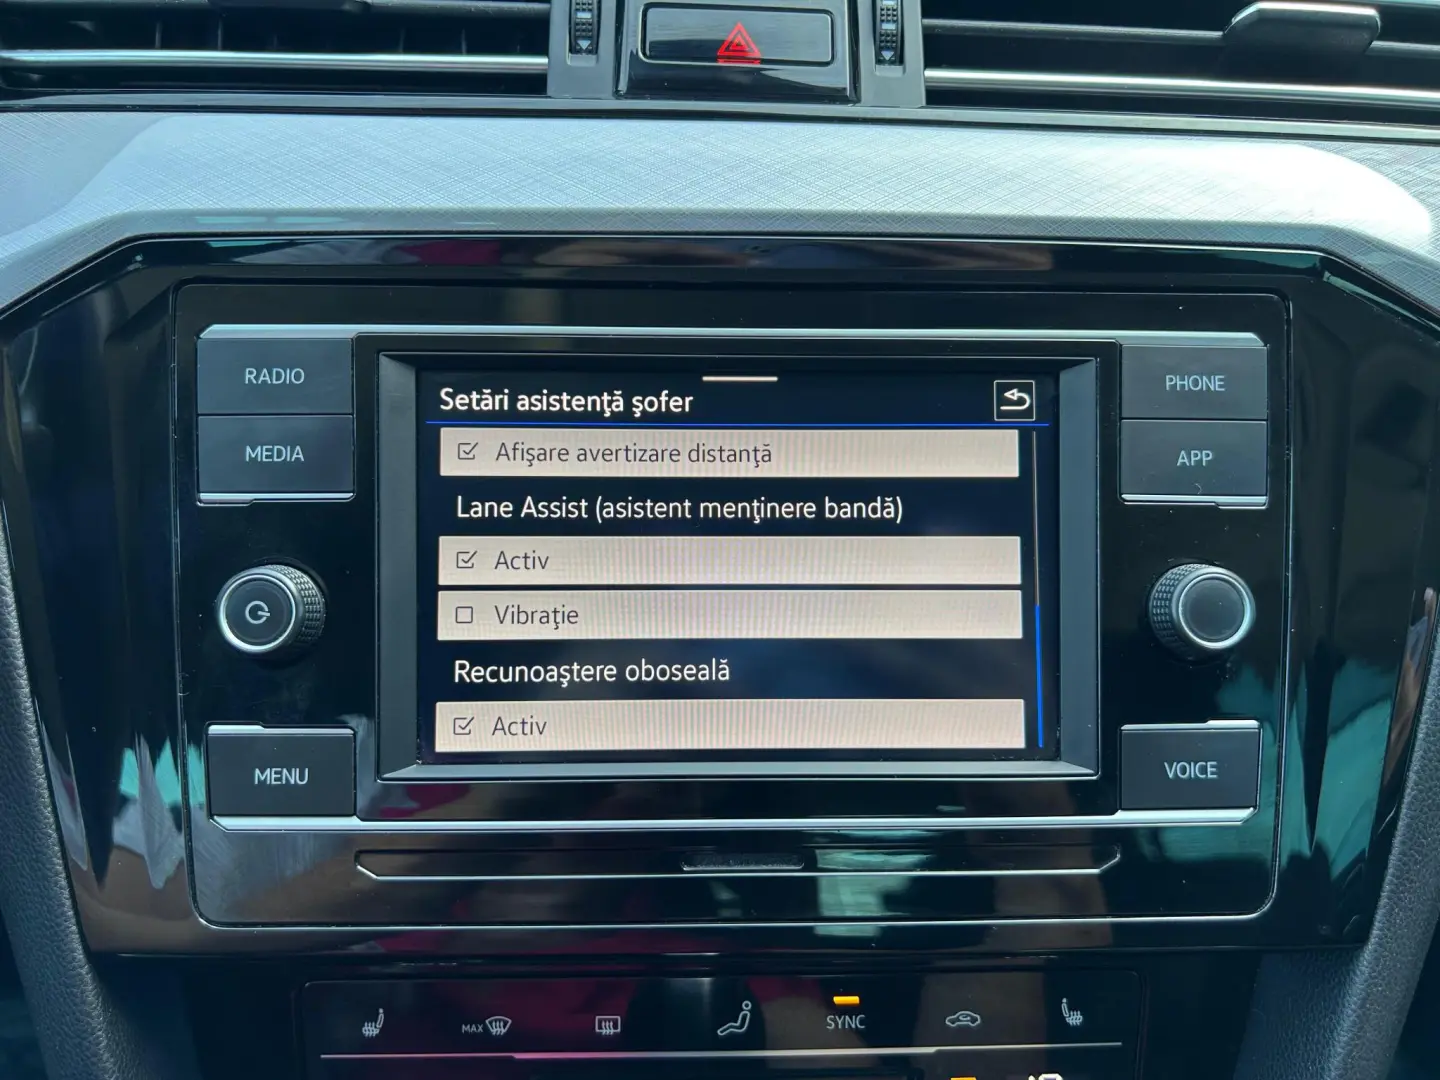 RADIO
MEDIA
MENU
Setări asistenţă şofer
Afişare avertizare distanţă
Lane Assist (asistent menţinere bandă)
Activ
Vibraţie
Recunoaştere oboseală
Activ
PHONE
APP
VOICE
MAX
SYNC